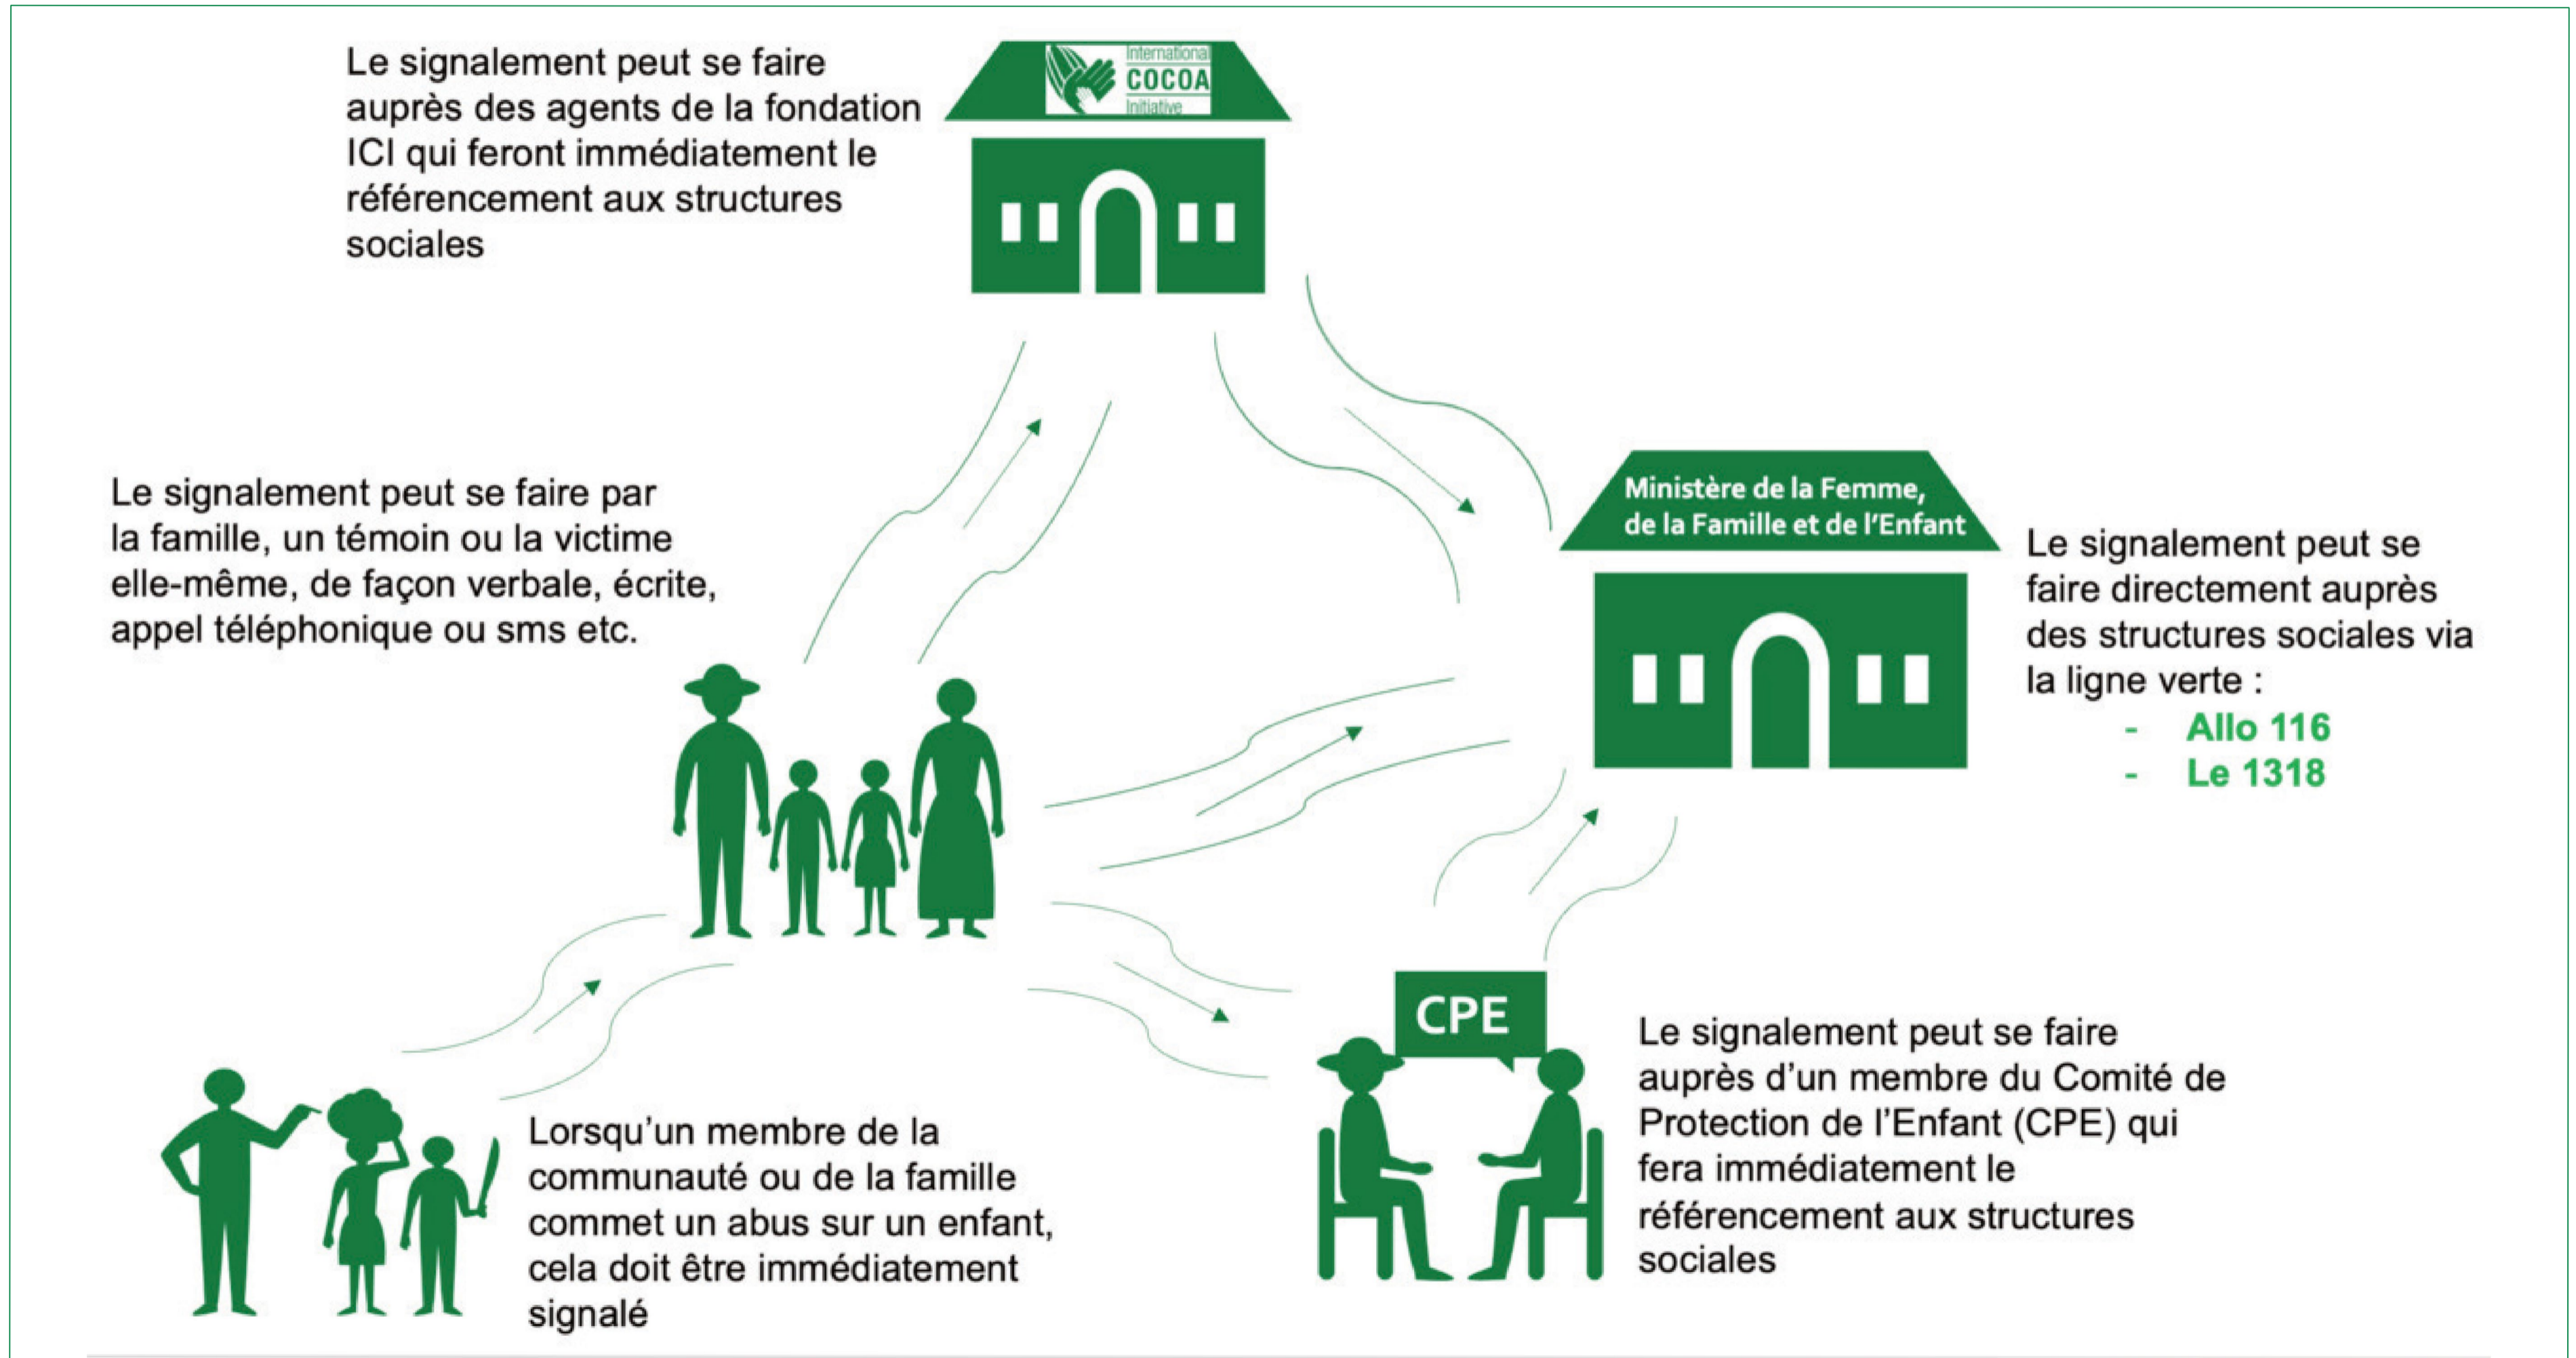 Le signalement peut se faire
auprès des agents de la fondation
ICI qui feront immédiatement le
référencement aux structures
sociales
International
COCOA
Initiative
Le signalement peut se faire par
la famille, un témoin ou la victime
elle-même, de façon verbale, écrite,
appel téléphonique ou sms etc.
Ministère de la Femme,
de la Famille et de l'Enfant
Le signalement peut se
faire directement auprès
des structures sociales via
la ligne verte :
- Allo 116
- Le 1318
CPE
Le signalement peut se faire
auprès d’un membre du Comité de
Protection de l’Enfant (CPE) qui
fera immédiatement le
référencement aux structures
sociales
Lorsqu’un membre de la
communauté ou de la famille
commet un abus sur un enfant,
cela doit être immédiatement
signalé